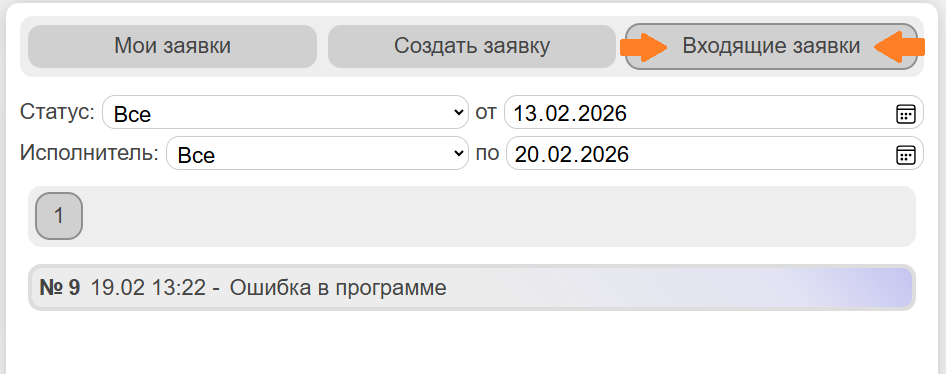 Мои заявки Создать заявку Входящие заявки
Статус: Все от 13.02.2026
Исполнитель: Все по 20.02.2026
1
№ 9 19.02 13:22 - Ошибка в программе